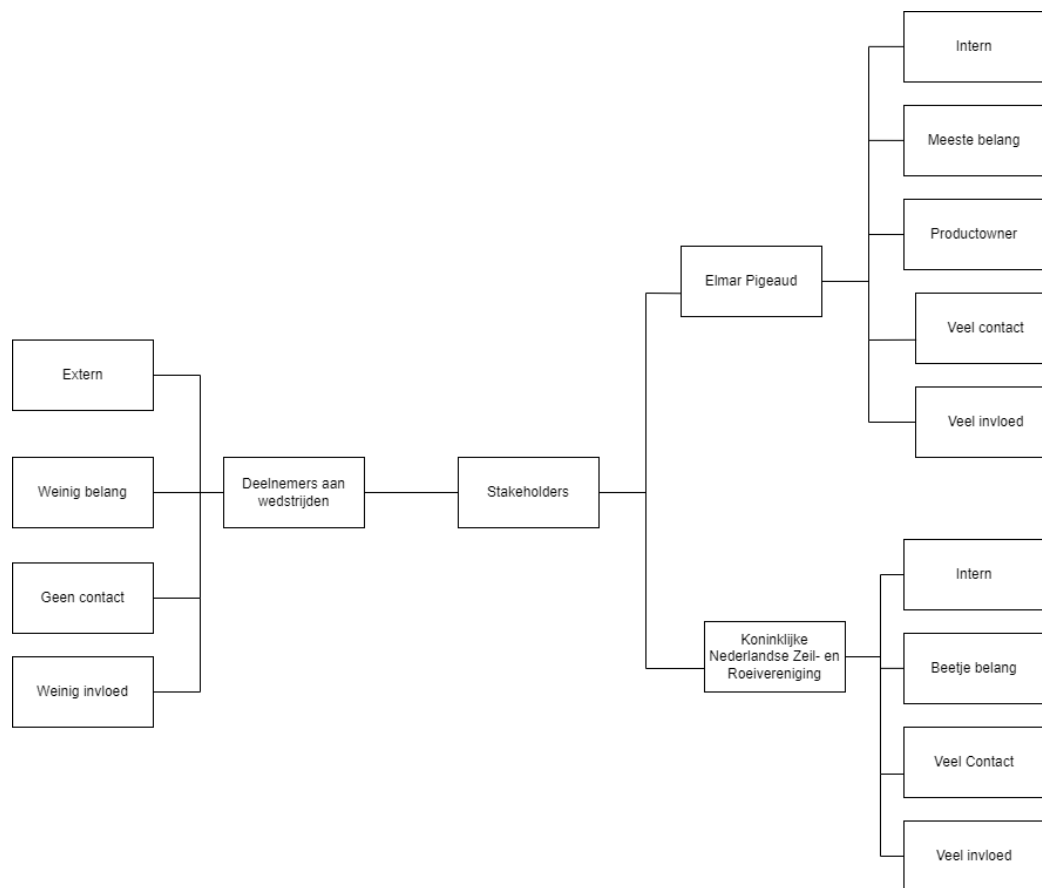 Intern
Meeste belang
Productowner
Elmar Pigeaud
Veel contact
Veel invloed
Extern
Weinig belang
Geen contact
Weinig invloed
Deelnemers aan
wedstrijden
Stakeholders
Koninklijke
Nederlandse Zeil- en
Roeivereniging
Intern
Beetje belang
Veel Contact
Veel invloed